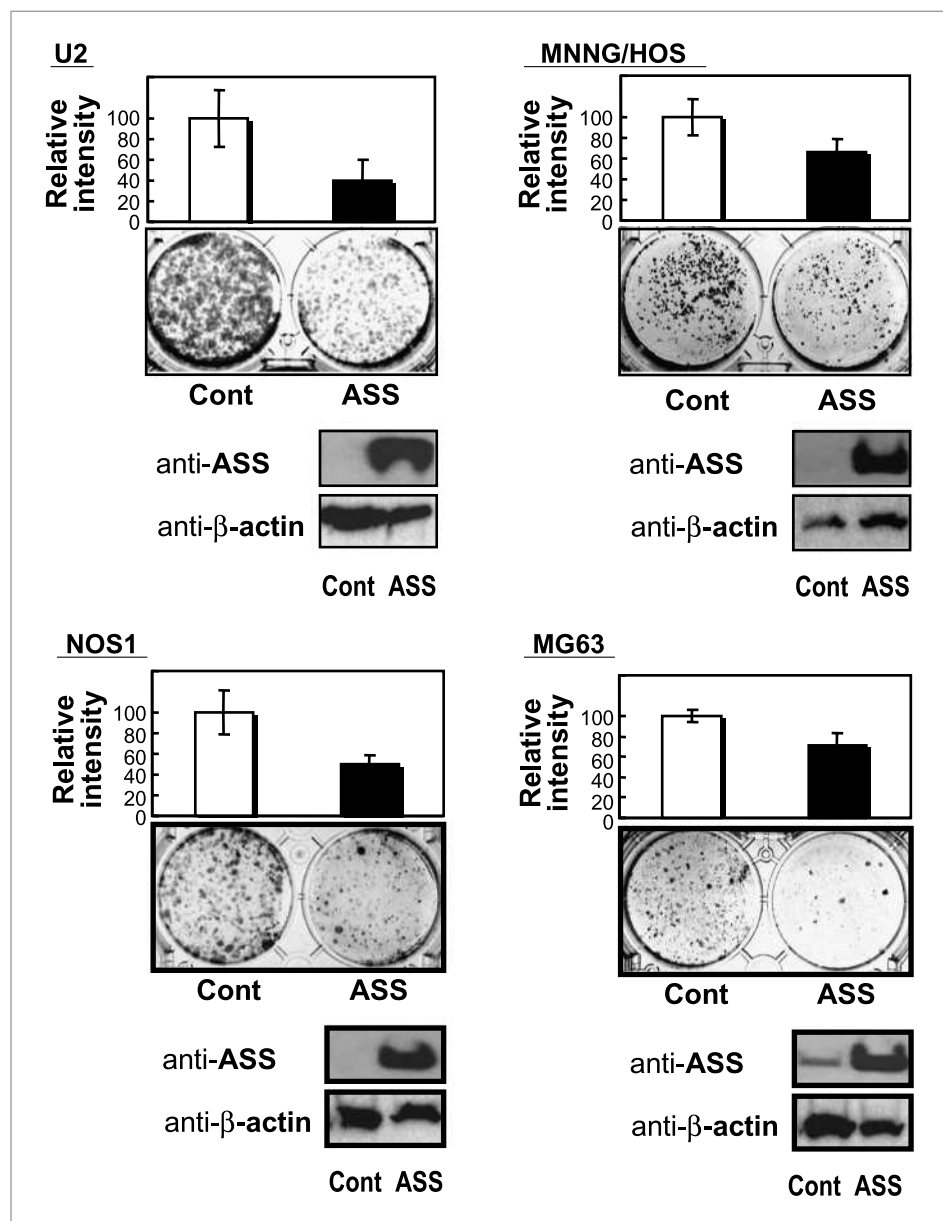 U2
Relative
intensity
100
80
60
40
20
0
Cont ASS
anti-ASS
anti-β-actin
Cont ASS
MNNG/HOS
Relative
intensity
100
80
60
40
20
0
Cont ASS
anti-ASS
anti-β-actin
Cont ASS
NOS1
Relative
intensity
100
80
60
40
20
0
Cont ASS
anti-ASS
anti-β-actin
Cont ASS
MG63
Relative
intensity
100
80
60
40
20
0
Cont ASS
anti-ASS
anti-β-actin
Cont ASS